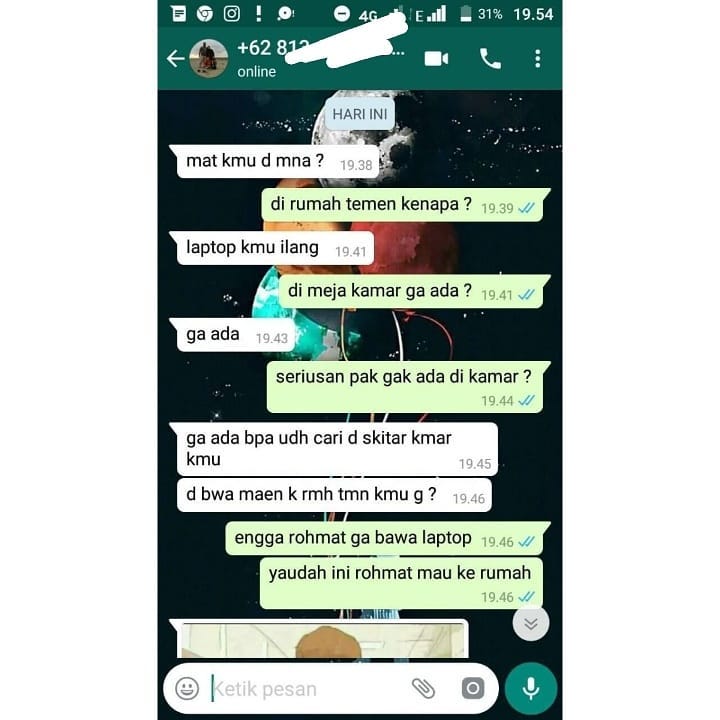 4G E 31% 19.54
+62 81
online
HARI INI
mat kmu d mna ? 19.38
di rumah temen kenapa ? 19.39
laptop kmu ilang 19.41
di meja kamar ga ada ? 19.41
ga ada 19.43
seriusan pak gak ada di kamar ?
19.44
ga ada bpa udh cari d skitar kmar
kmu
19.45
d bwa maen k rmh tmn kmu g ? 19.46
engga rohmat ga bawa laptop 19.46
yaudah ini rohmat mau ke rumah
19.46
Ketik pesan